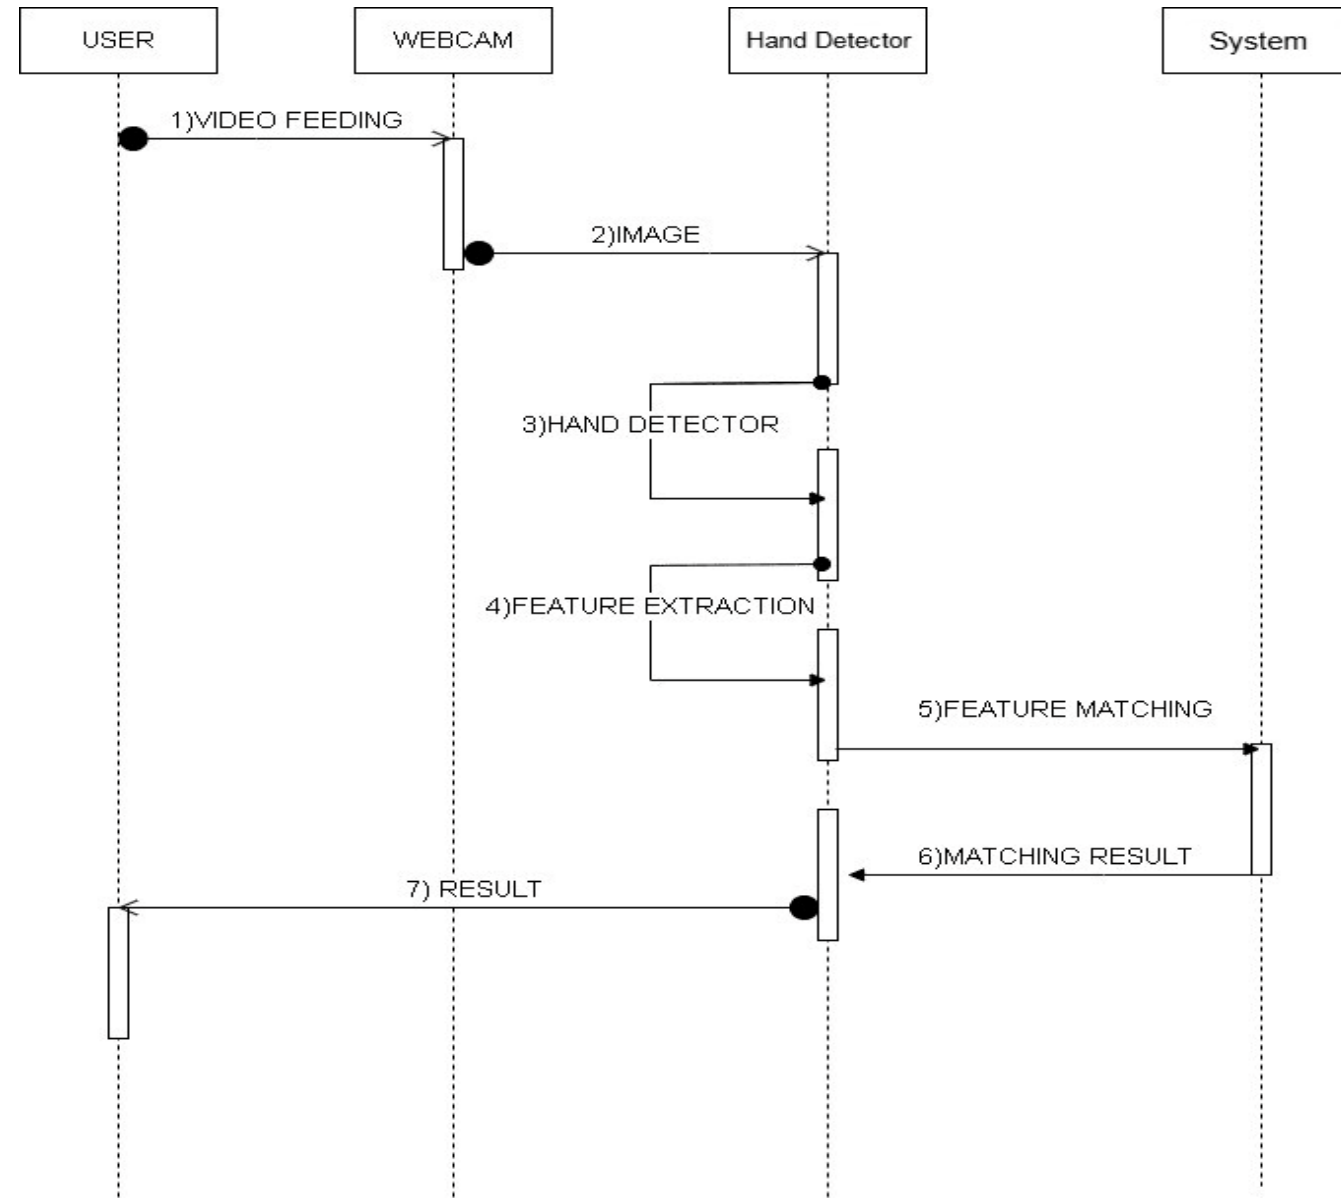 USER
WEBCAM
Hand Detector
System
1)VIDEO FEEDING
2)IMAGE
3)HAND DETECTOR
4)FEATURE EXTRACTION
5)FEATURE MATCHING
6)MATCHING RESULT
7) RESULT